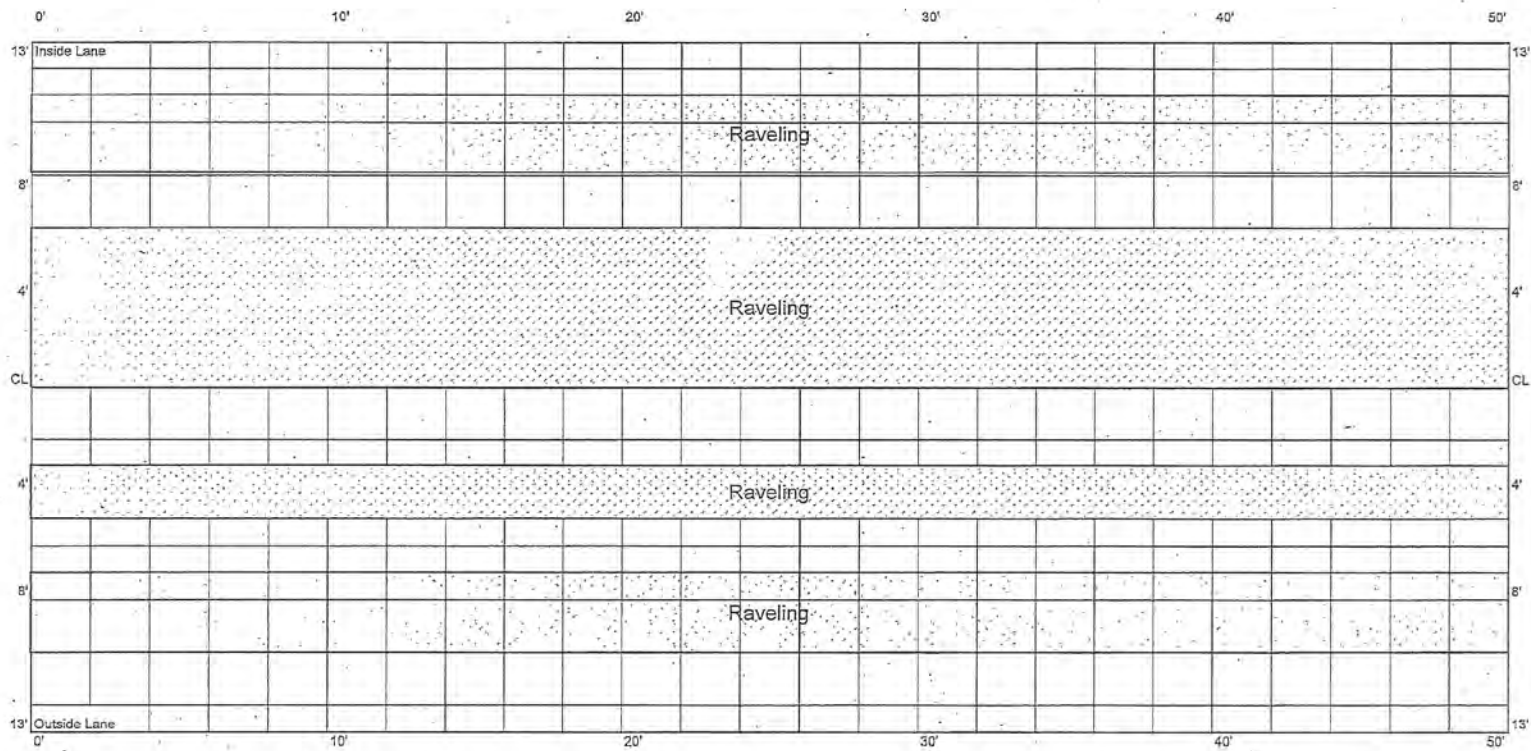 0' 10' 20' 30' 40' 50'
13' Inside Lane 13'
Raveling
8' 8'
4' 4'
Raveling
CL CL
4' Raveling 4'
8' 8'
Raveling
13' Outside Lane 13'
0' 10' 20' 30' 40' 50'